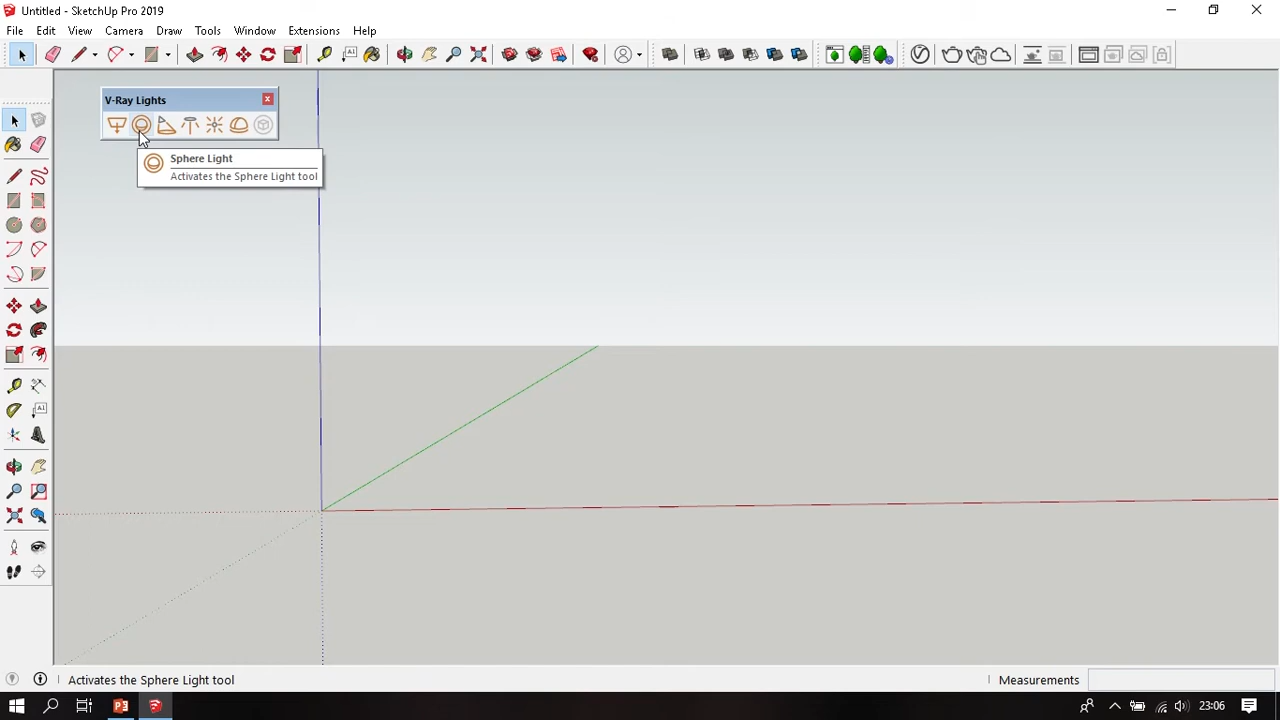 Untitled - SketchUp Pro 2019
File Edit View Camera Draw Tools Window Extensions Help
V-Ray Lights
Sphere Light
Activates the Sphere Light tool
Activates the Sphere Light tool
Measurements
23:06